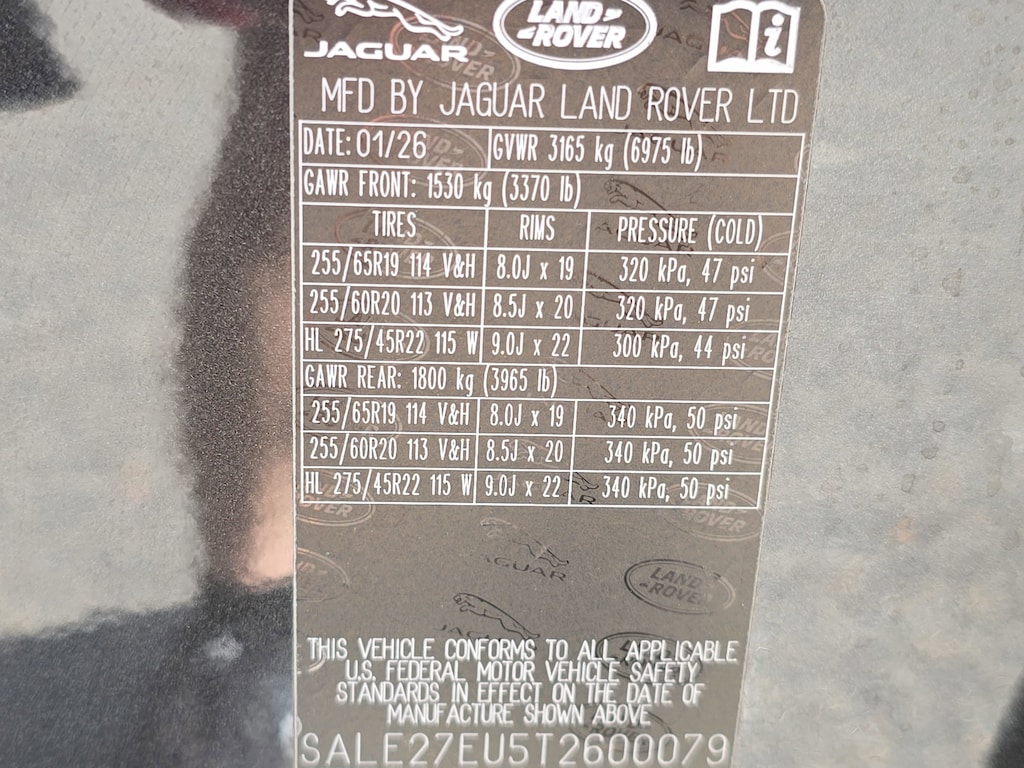 JAGUAR LAND ROVER i
MFD BY JAGUAR LAND ROVER LTD
DATE: 01/26 GVWR 3165 kg (6975 lb)
GAWR FRONT: 1530 kg (3370 lb)
TIRES RIMS PRESSURE (COLD)
255/65R19 114 V&H 8.0J x 19 320 kPa, 47 psi
255/60R20 113 V&H 8.5J x 20 320 kPa, 47 psi
HL 275/45R22 115 W 9.0J x 22 300 kPa, 44 psi
GAWR REAR: 1800 kg (3965 lb)
255/65R19 114 V&H 8.0J x 19 340 kPa, 50 psi
255/60R20 113 V&H 8.5J x 20 340 kPa, 50 psi
HL 275/45R22 115 W 9.0J x 22 340 kPa, 50 psi
THIS VEHICLE CONFORMS TO ALL APPLICABLE
U.S. FEDERAL MOTOR VEHICLE SAFETY
STANDARDS IN EFFECT ON THE DATE OF
MANUFACTURE SHOWN ABOVE
SALE27EU5T2600079